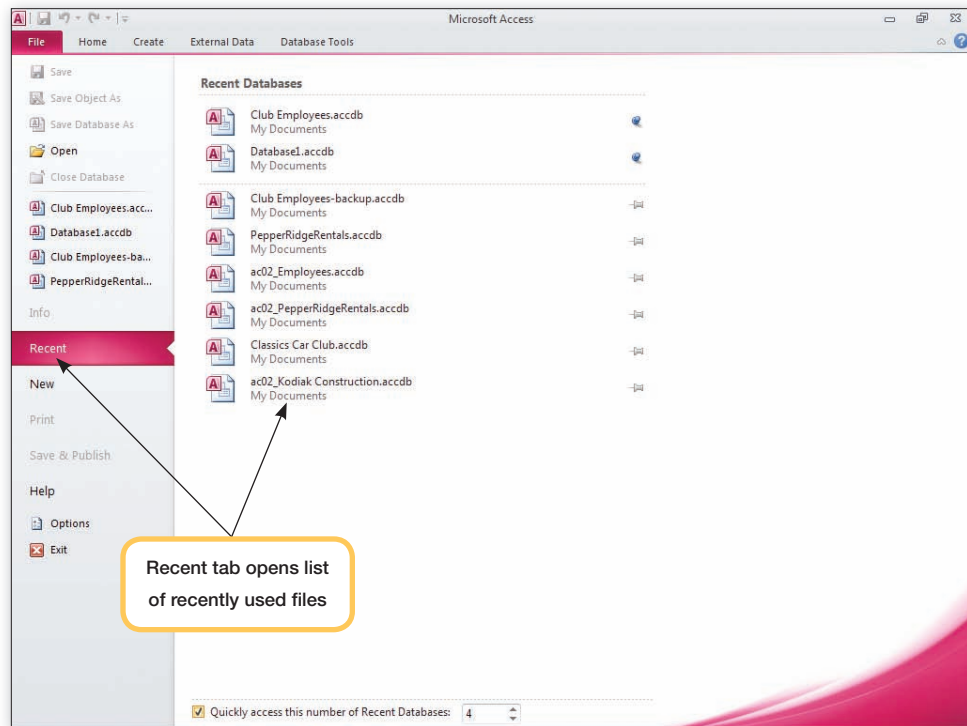 Microsoft Access
File Home Create External Data Database Tools
Save
Save Object As
Save Database As
Open
Close Database
Club Employees.acc...
Database1.accdb
Club Employees-ba...
PepperRidgeRental...
Info
Recent
New
Print
Save & Publish
Help
Options
Exit
Recent Databases
Club Employees.accdb
My Documents
Database1.accdb
My Documents
Club Employees-backup.accdb
My Documents
PepperRidgeRentals.accdb
My Documents
ac02_Employees.accdb
My Documents
ac02_PepperRidgeRentals.accdb
My Documents
Classics Car Club.accdb
My Documents
ac02_Kodiak Construction.accdb
My Documents
Recent tab opens list
of recently used files
Quickly access this number of Recent Databases: 4